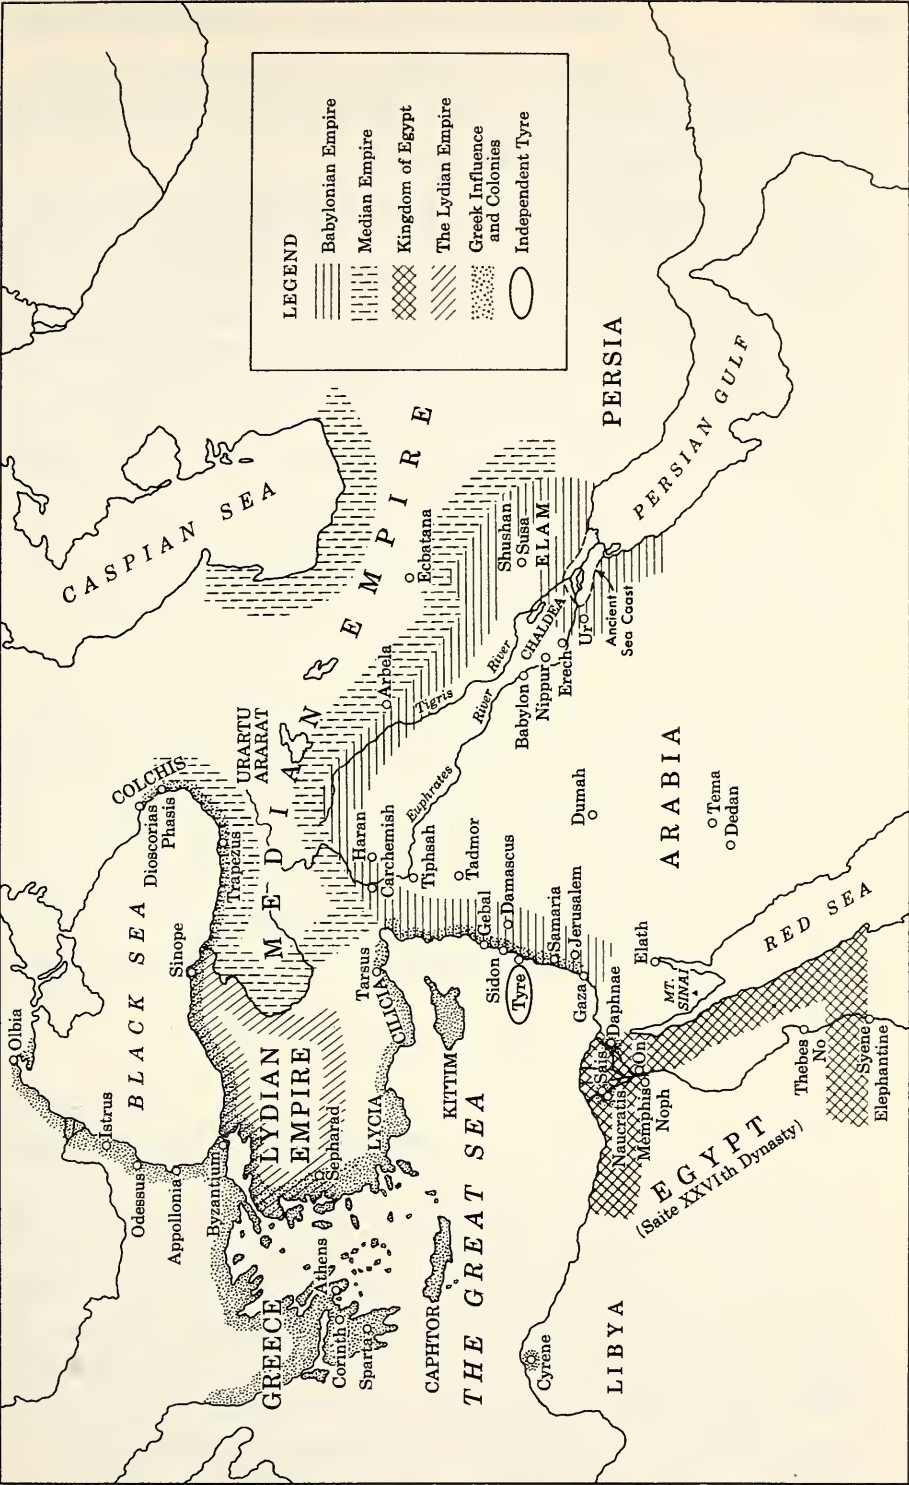 LEGEND
Babylonian Empire
Median Empire
Kingdom of Egypt
The Lydian Empire
Greek Influence
and Colonies
Independent Tyre
CASPIAN SEA
BLACK SEA
Olbia
Istrus
Odessus
Appollonia
Byzantium
Sinope
Trapezus
Phasis
Dioscorias
COLCHIS
URARTU
ARARAT
MEDIAN EMPIRE
LYDIAN
EMPIRE
Sepharad
LYCIA
CILICIA
Tarsus
GREECE
Athens
Corinth
Sparta
CAPHTOR
KITTIM
THE GREAT SEA
Haran
Carchemish
Tiphsah
Tadmor
Gebal
Damascus
Sidon
Tyre
Samaria
Jerusalem
Gaza
Arbela
Ecbatana
Tigris
River
Euphrates
River
Shushan
Susa
ELAM
CHALDEA
Babylon
Nippur
Erech
Ur
Ancient
Sea Coast
PERSIA
PERSIAN GULF
Dumah
ARABIA
Tema
Dedan
Elath
MT.
SINAI
RED SEA
Daphnae
Sais
On
Naucratis
Memphis
Noph
EGYPT
(Saite XXVIth Dynasty)
Thebes
No
Syene
Elephantine
Cyrene
LIBYA